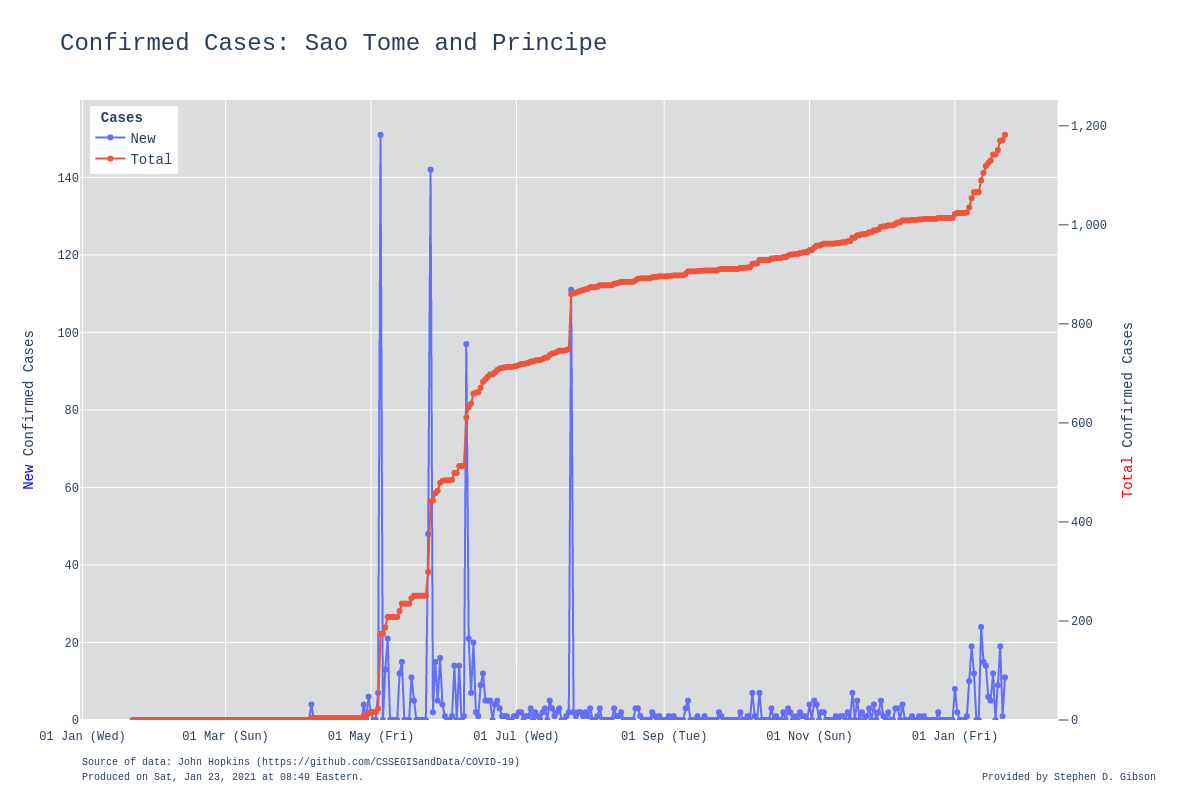 Confirmed Cases: Sao Tome and Principe
Cases
New
Total
140
120
100
80
60
40
20
0
1,200
1,000
800
600
400
200
0
New Confirmed Cases
Total Confirmed Cases
01 Jan (Wed) 01 Mar (Sun) 01 May (Fri) 01 Jul (Wed) 01 Sep (Tue) 01 Nov (Sun) 01 Jan (Fri)
Source of data: John Hopkins (https://github.com/CSSEGISandData/COVID-19)
Produced on Sat, Jan 23, 2021 at 08:49 Eastern.
Provided by Stephen D. Gibson